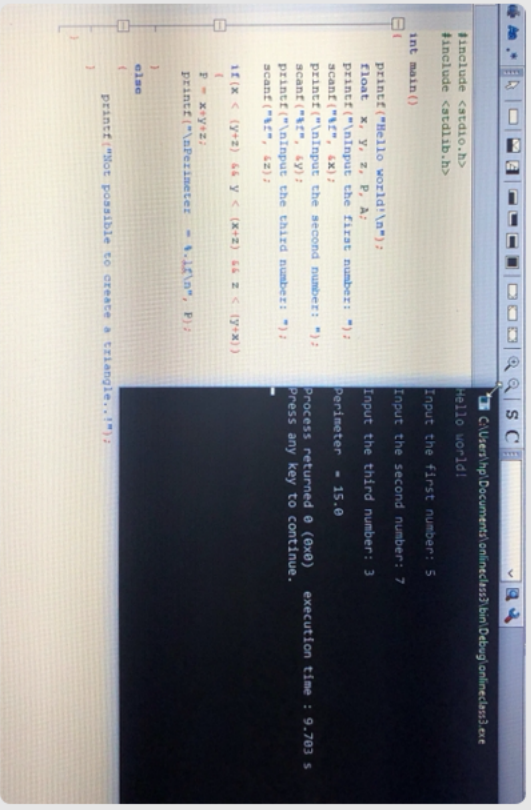 Aa .*
S C
#include <stdio.h>
#include <stdlib.h>
int main()
{
printf("Hello world!\n");
float x, y, z, P, A;
printf("\nInput the first number: ");
scanf("%f", &x);
printf("\nInput the second number: ");
scanf("%f", &y);
printf("\nInput the third number: ");
scanf("%f", &z);
if(x < (y+z) && y < (x+z) && z < (y+x))
{
P = x+y+z;
printf("\nPerimeter = %.1f\n", P);
}
else
{
printf("Not possible to create a triangle..!");
}
}
C:\Users\hp\Documents\onlineclass3\bin\Debug\onlineclass3.exe
Hello world!
Input the first number: 5
Input the second number: 7
Input the third number: 3
Perimeter = 15.0
Process returned 0 (0x0) execution time : 9.703 s
Press any key to continue.